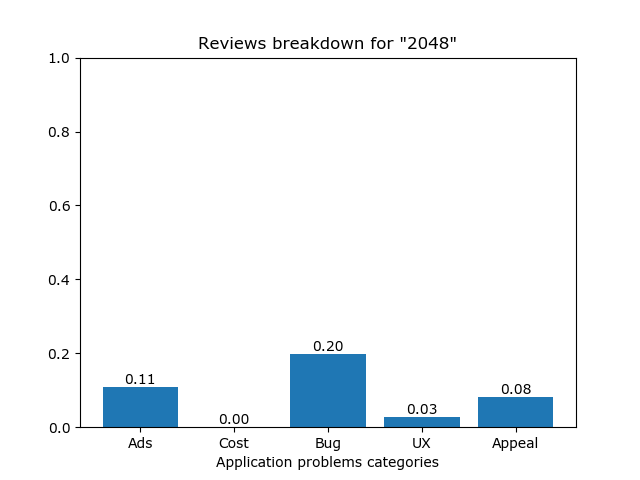 Reviews breakdown for "2048"
1.0
0.8
0.6
0.4
0.2
0.0
0.11
0.00
0.20
0.03
0.08
Ads
Cost
Bug
UX
Appeal
Application problems categories